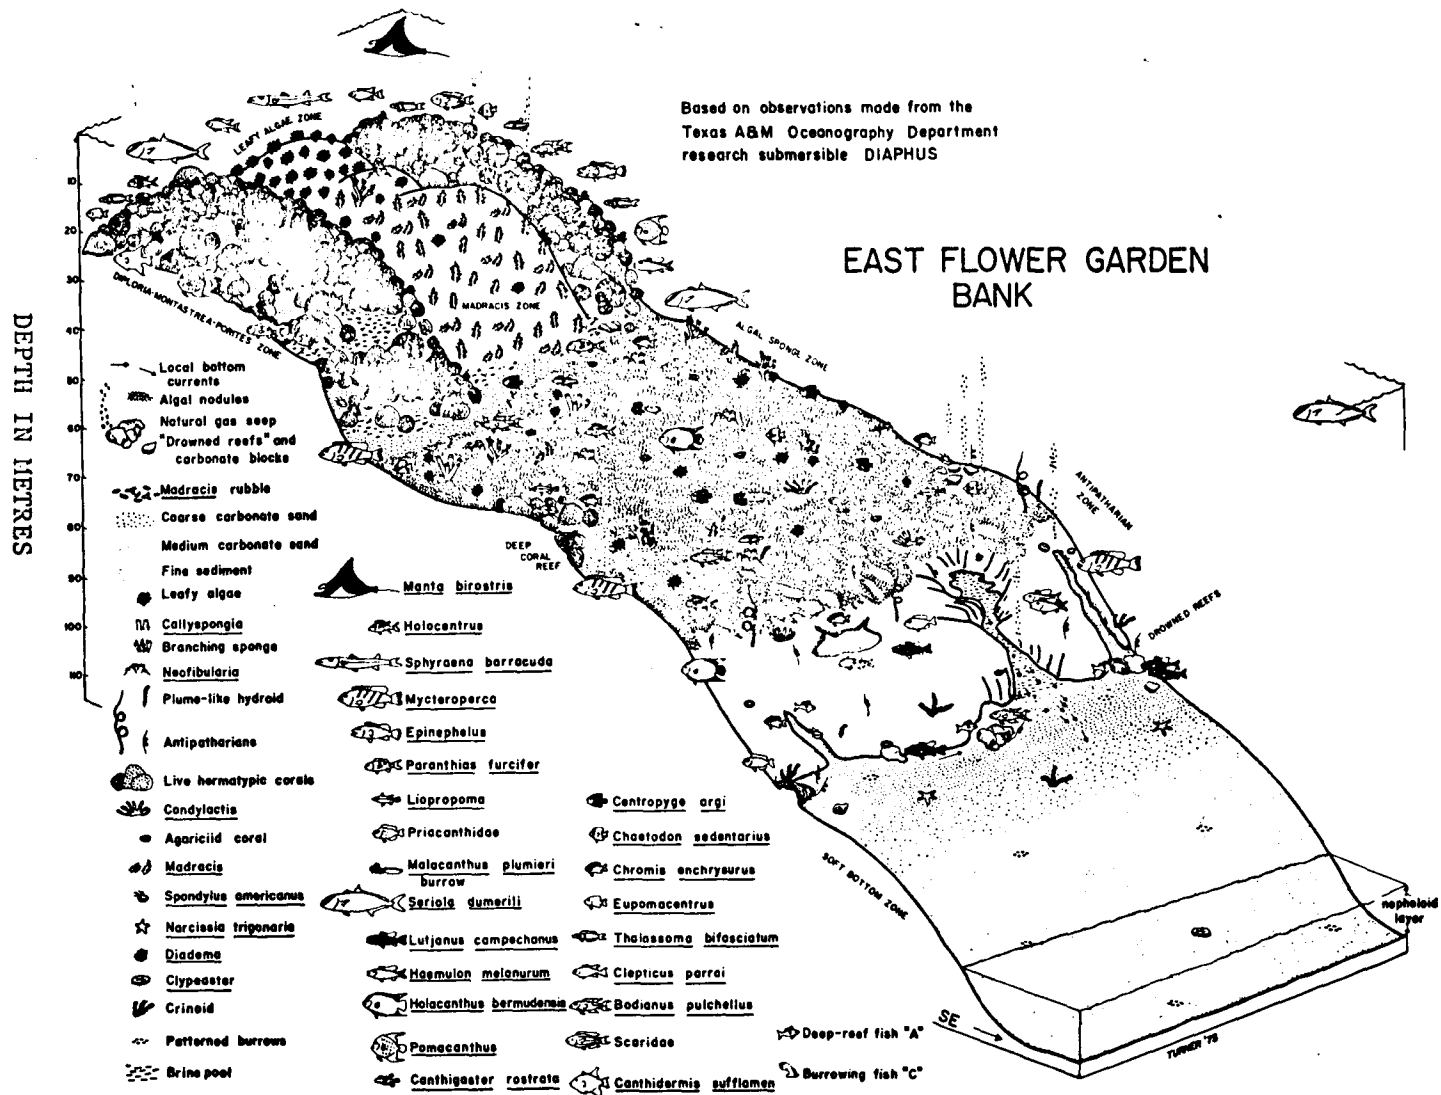 Based on observations made from the
Texas A&M Oceanography Department
research submersible DIAPHUS
EAST FLOWER GARDEN
BANK
LEAFY ALGAE ZONE
MADRACIS ZONE
DIPLORIA-MONTASTREA-PORITES ZONE
ALGAL SPONGE ZONE
DEEP
CORAL
REEF
ANTIPATHARIAN
ZONE
DROWNED REEFS
SOFT BOTTOM ZONE
nepheloid
layer
SE
TURNER '75
DEPTH IN METRES
10
20
30
40
50
60
70
80
90
100
110
Local bottom
currents
Algal nodules
Natural gas seep
"Drowned reefs" and
carbonate blocks
Madracis rubble
Coarse carbonate sand
Medium carbonate sand
Fine sediment
Leafy algae
Callyspongia
Branching sponge
Neofibularia
Plume-like hydroid
Antipatharians
Live hermatypic corals
Condylactis
Agariciid coral
Madracis
Spondylus americanus
Narcissia trigonaria
Diadema
Clypeaster
Crinoid
Patterned burrows
Brine pool
Manta birostris
Holocentrus
Sphyraena barracuda
Mycteroperca
Epinephelus
Paranthias furcifer
Liopropoma
Priacanthidae
Malacanthus plumieri
burrow
Seriola dumerili
Lutjanus campechanus
Haemulon melanurum
Holacanthus bermudensis
Pomacanthus
Canthigaster rostrata
Centropyge argi
Chaetodon sedentarius
Chromis enchrysurus
Eupomacentrus
Thalassoma bifasciatum
Clepticus parrai
Bodianus pulchellus
Scaridae
Canthidermis sufflamen
Deep-reef fish "A"
Burrowing fish "C"